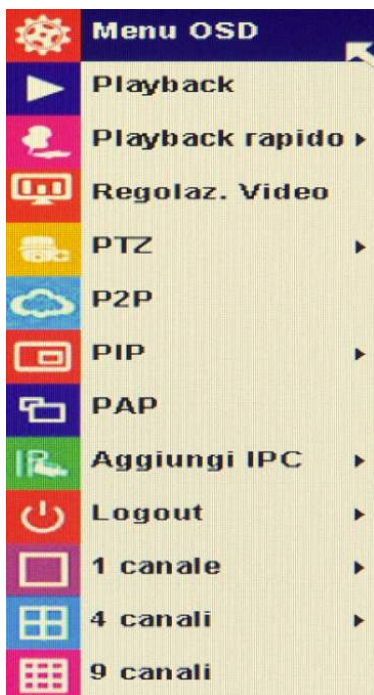 Menu OSD
Playback
Playback rapido
Regolaz. Video
PTZ
P2P
PIP
PAP
IP
Aggiungi IPC
Logout
1 canale
4 canali
9 canali